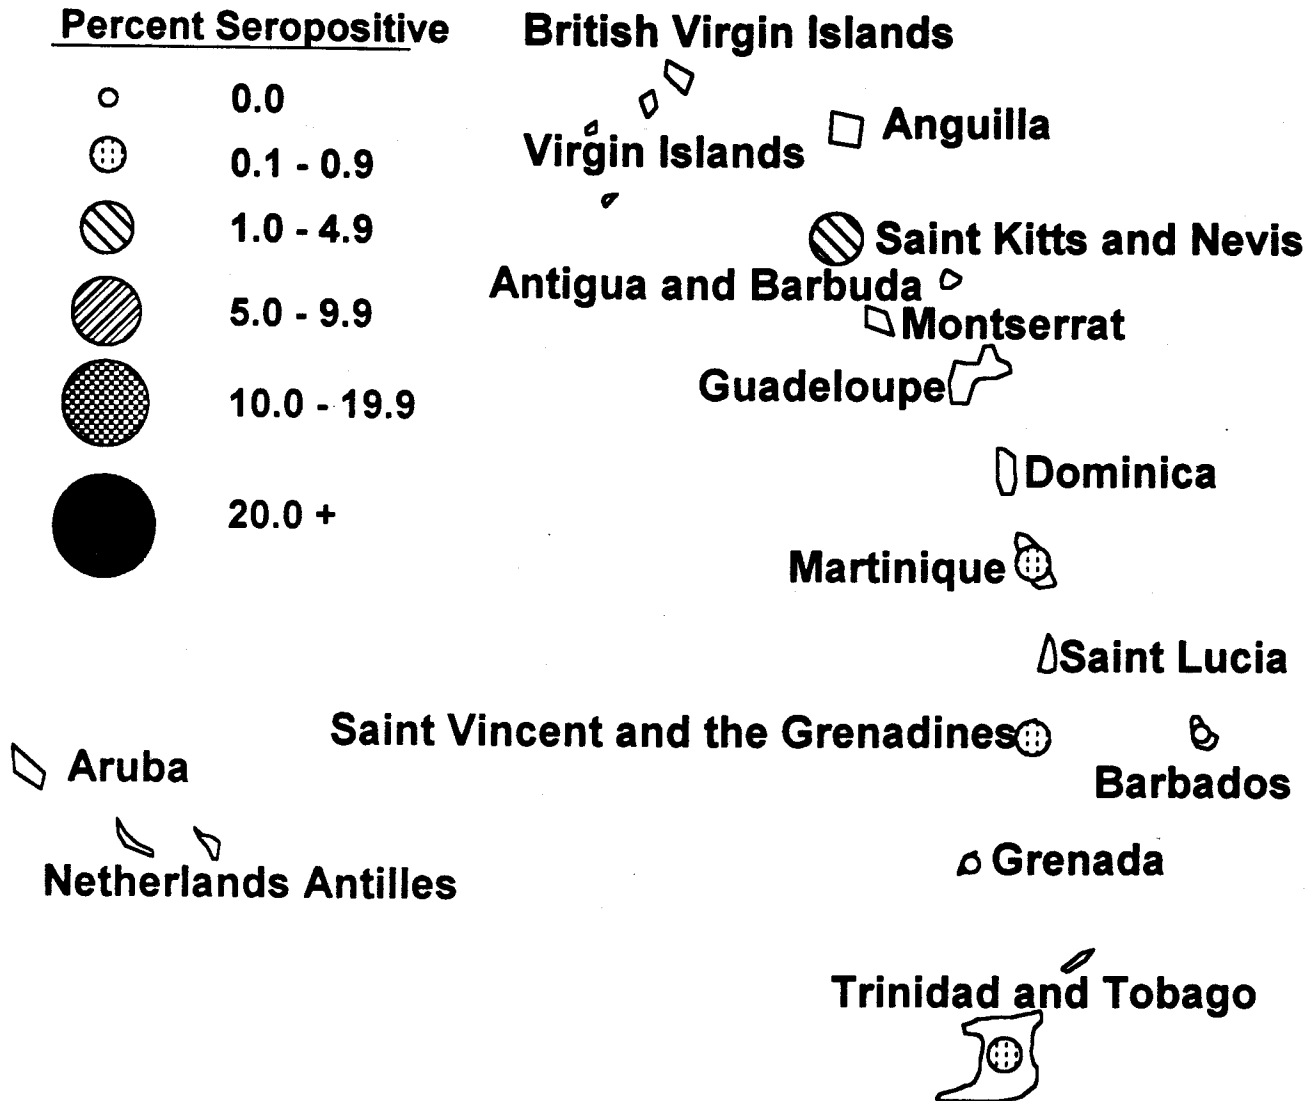 Percent Seropositive
0.0
0.1 - 0.9
1.0 - 4.9
5.0 - 9.9
10.0 - 19.9
20.0 +
British Virgin Islands
Anguilla
Virgin Islands
Saint Kitts and Nevis
Antigua and Barbuda
Montserrat
Guadeloupe
Dominica
Martinique
Saint Lucia
Saint Vincent and the Grenadines
Barbados
Aruba
Grenada
Netherlands Antilles
Trinidad and Tobago